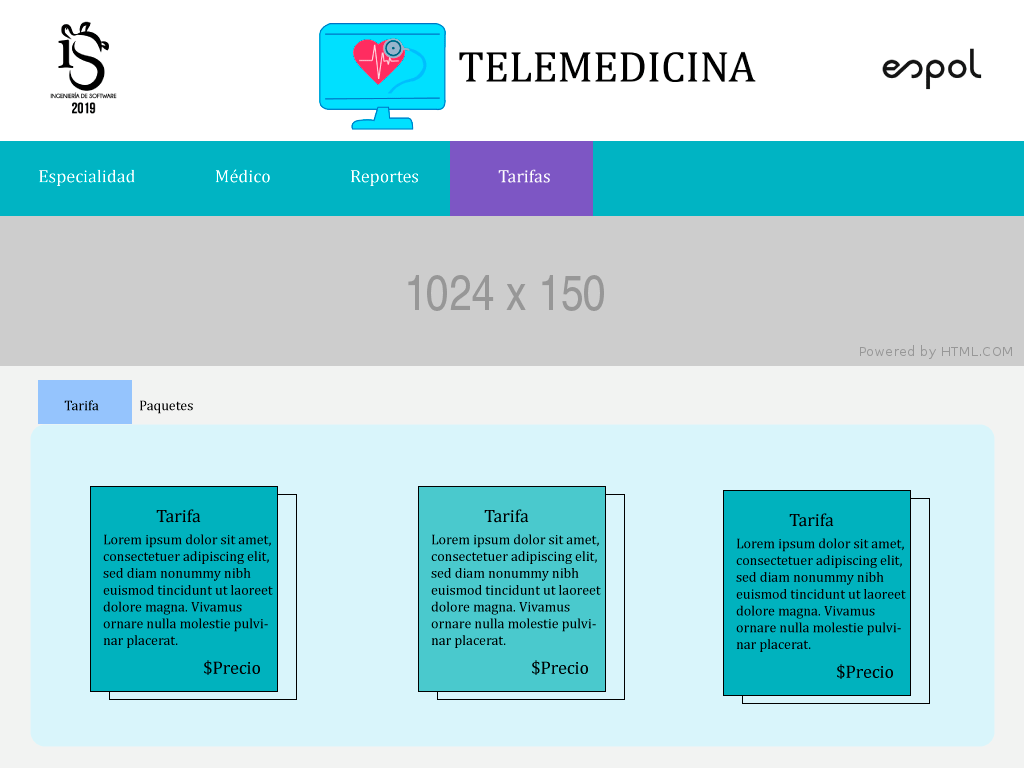 iS
INGENIERÍA DE SOFTWARE
2019
TELEMEDICINA
espol
Especialidad
Médico
Reportes
Tarifas
1024 x 150
Powered by HTML.COM
Tarifa
Paquetes
Tarifa
Lorem ipsum dolor sit amet,
consectetuer adipiscing elit,
sed diam nonummy nibh
euismod tincidunt ut laoreet
dolore magna. Vivamus
ornare nulla molestie pulvi-
nar placerat.
$Precio
Tarifa
Lorem ipsum dolor sit amet,
consectetuer adipiscing elit,
sed diam nonummy nibh
euismod tincidunt ut laoreet
dolore magna. Vivamus
ornare nulla molestie pulvi-
nar placerat.
$Precio
Tarifa
Lorem ipsum dolor sit amet,
consectetuer adipiscing elit,
sed diam nonummy nibh
euismod tincidunt ut laoreet
dolore magna. Vivamus
ornare nulla molestie pulvi-
nar placerat.
$Precio